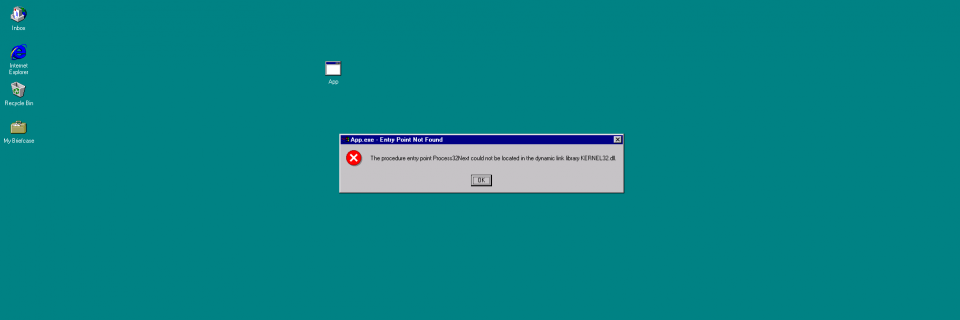 Inbox
Internet
Explorer
Recycle Bin
My Briefcase
App
App.exe - Entry Point Not Found
The procedure entry point Process32Next could not be located in the dynamic link library KERNEL32.dll.
OK